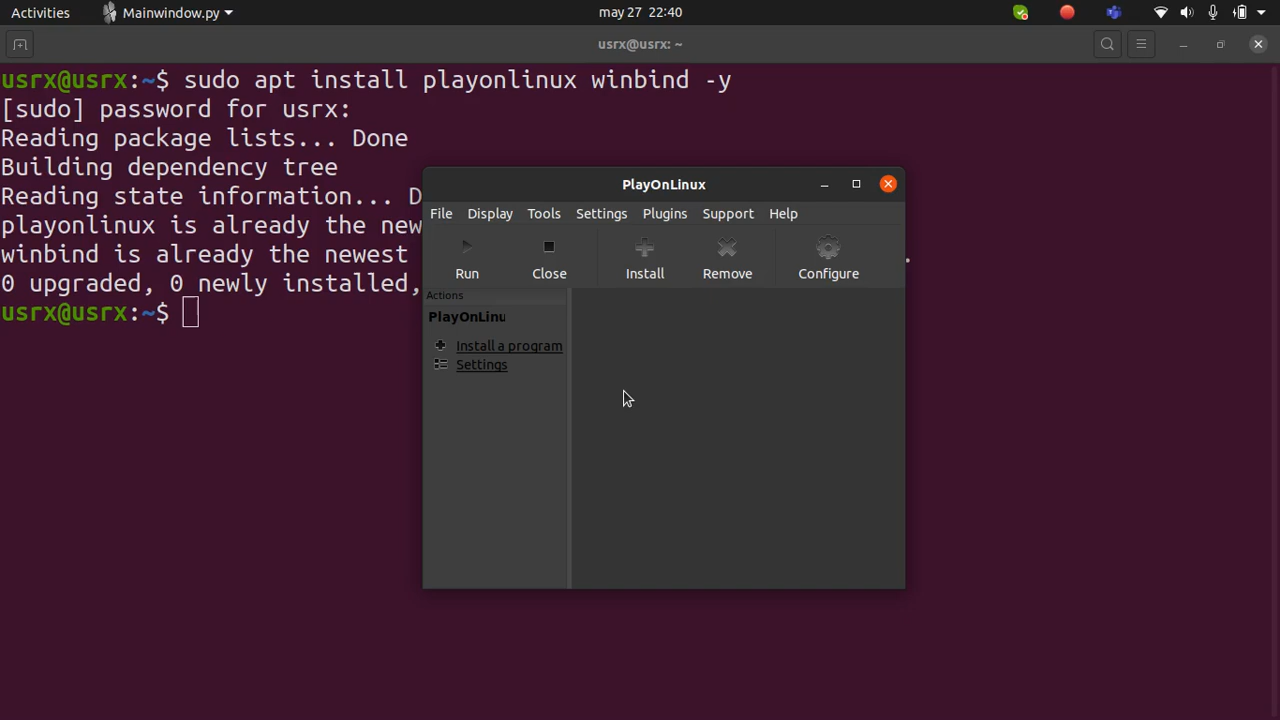 Activities Mainwindow.py may 27 22:40
usrx@usrx: ~
usrx@usrx:~$ sudo apt install playonlinux winbind -y
[sudo] password for usrx:
Reading package lists... Done
Building dependency tree
Reading state information... D
playonlinux is already the new
winbind is already the newest .
0 upgraded, 0 newly installed,
usrx@usrx:~$
PlayOnLinux
File Display Tools Settings Plugins Support Help
Run Close Install Remove Configure
Actions
PlayOnLinu
Install a program
Settings